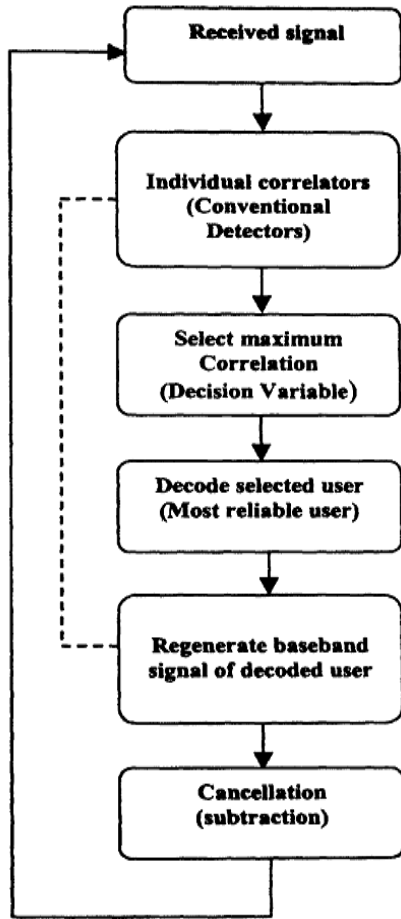 Received signal
Individual correlators
(Conventional
Detectors)
Select maximum
Correlation
(Decision Variable)
Decode selected user
(Most reliable user)
Regenerate baseband
signal of decoded user
Cancellation
(subtraction)